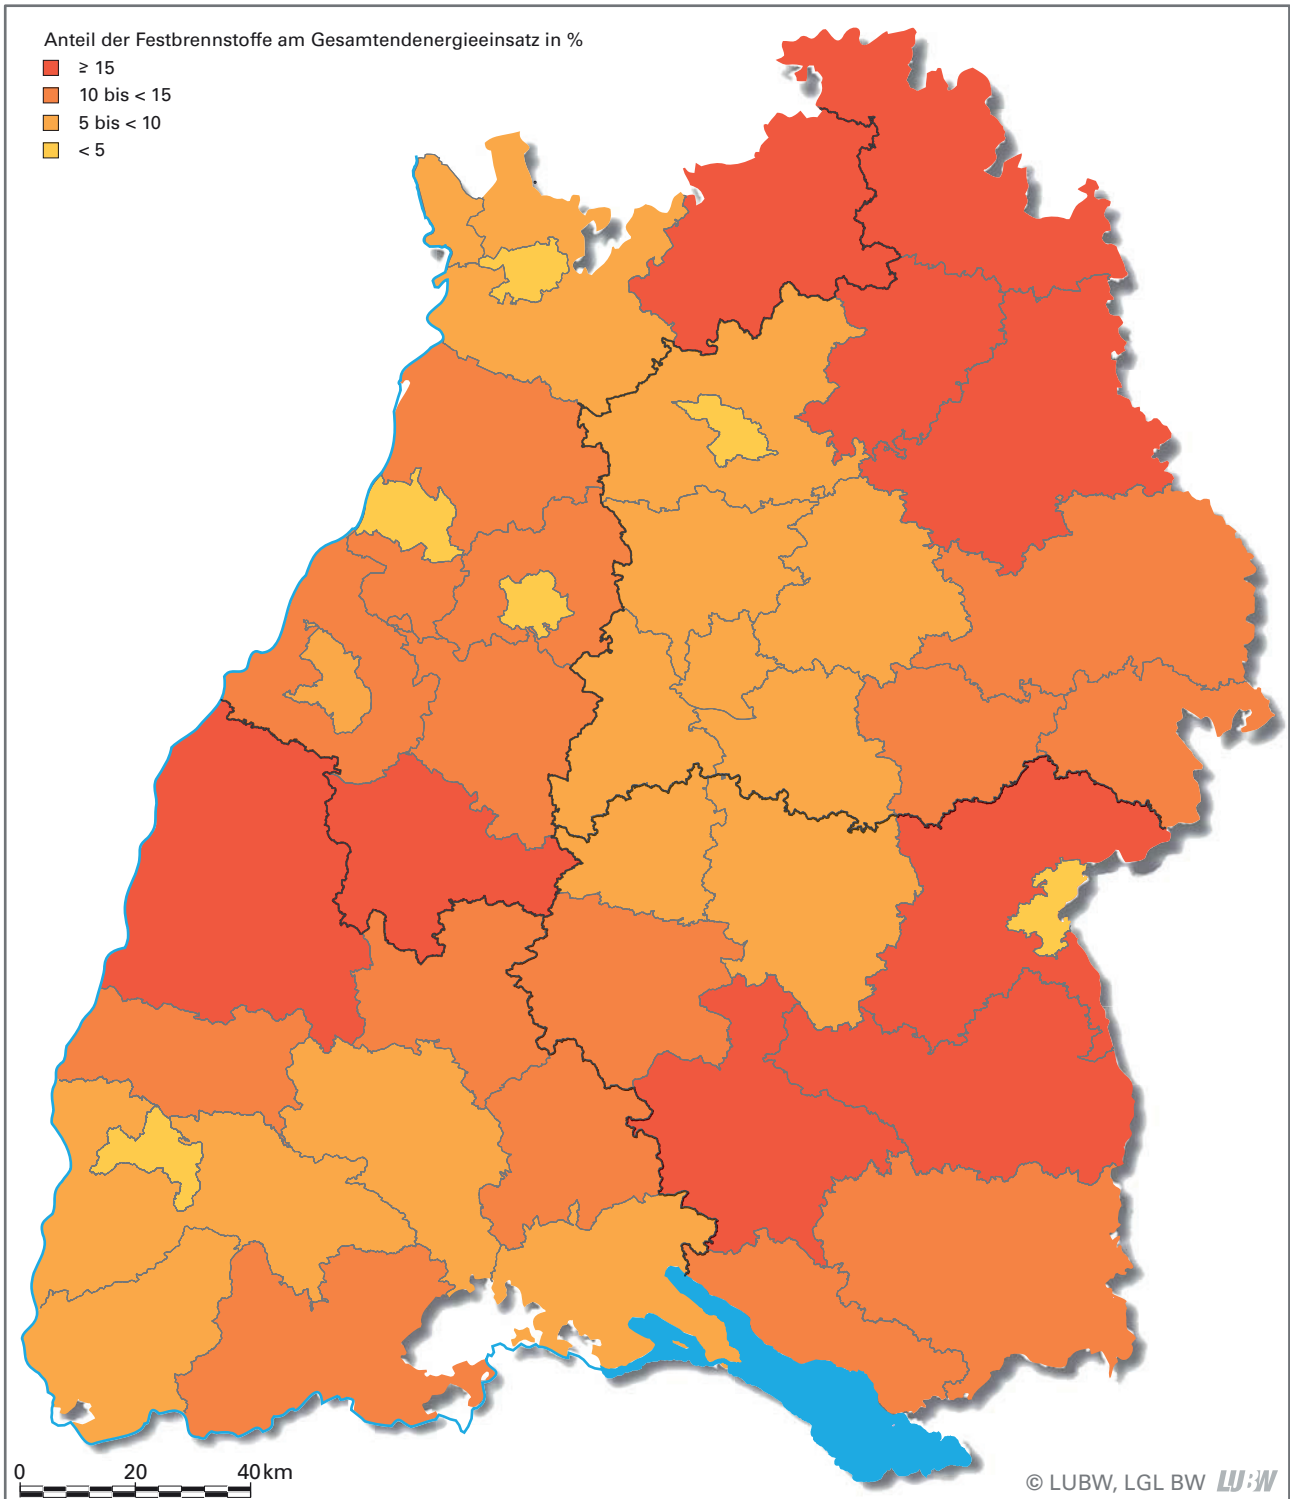 Anteil der Festbrennstoffe am Gesamtendenergieeinsatz in %
≥ 15
10 bis < 15
5 bis < 10
< 5
0 20 40 km
© LUBW, LGL BW LUBW